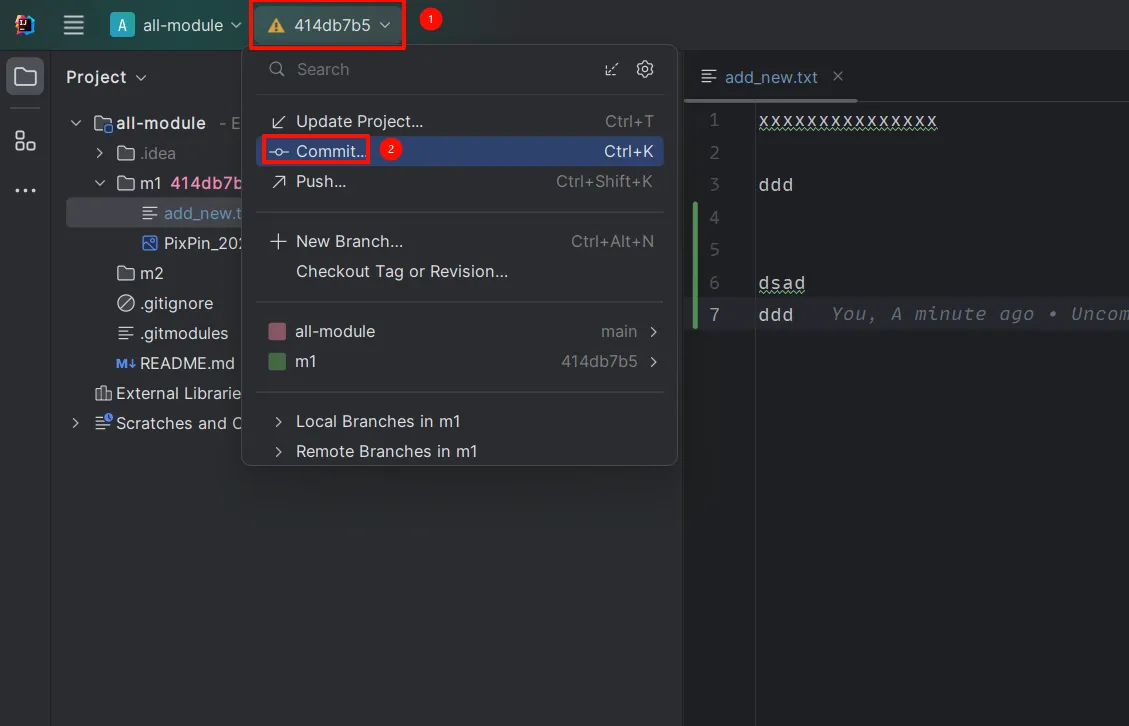 A all-module
414db7b5
1
Project
all-module - E
.idea
m1 414db7b
add_new.t
PixPin_202
m2
.gitignore
.gitmodules
M↓ README.md
External Librarie
Scratches and C
Search
Update Project... Ctrl+T
Commit... Ctrl+K
2
Push... Ctrl+Shift+K
New Branch... Ctrl+Alt+N
Checkout Tag or Revision...
all-module main
m1 414db7b5
Local Branches in m1
Remote Branches in m1
add_new.txt
1 xxxxxxxxxxxxxxx
2
3 ddd
4
5
6 dsad
7 ddd You, A minute ago • Uncom